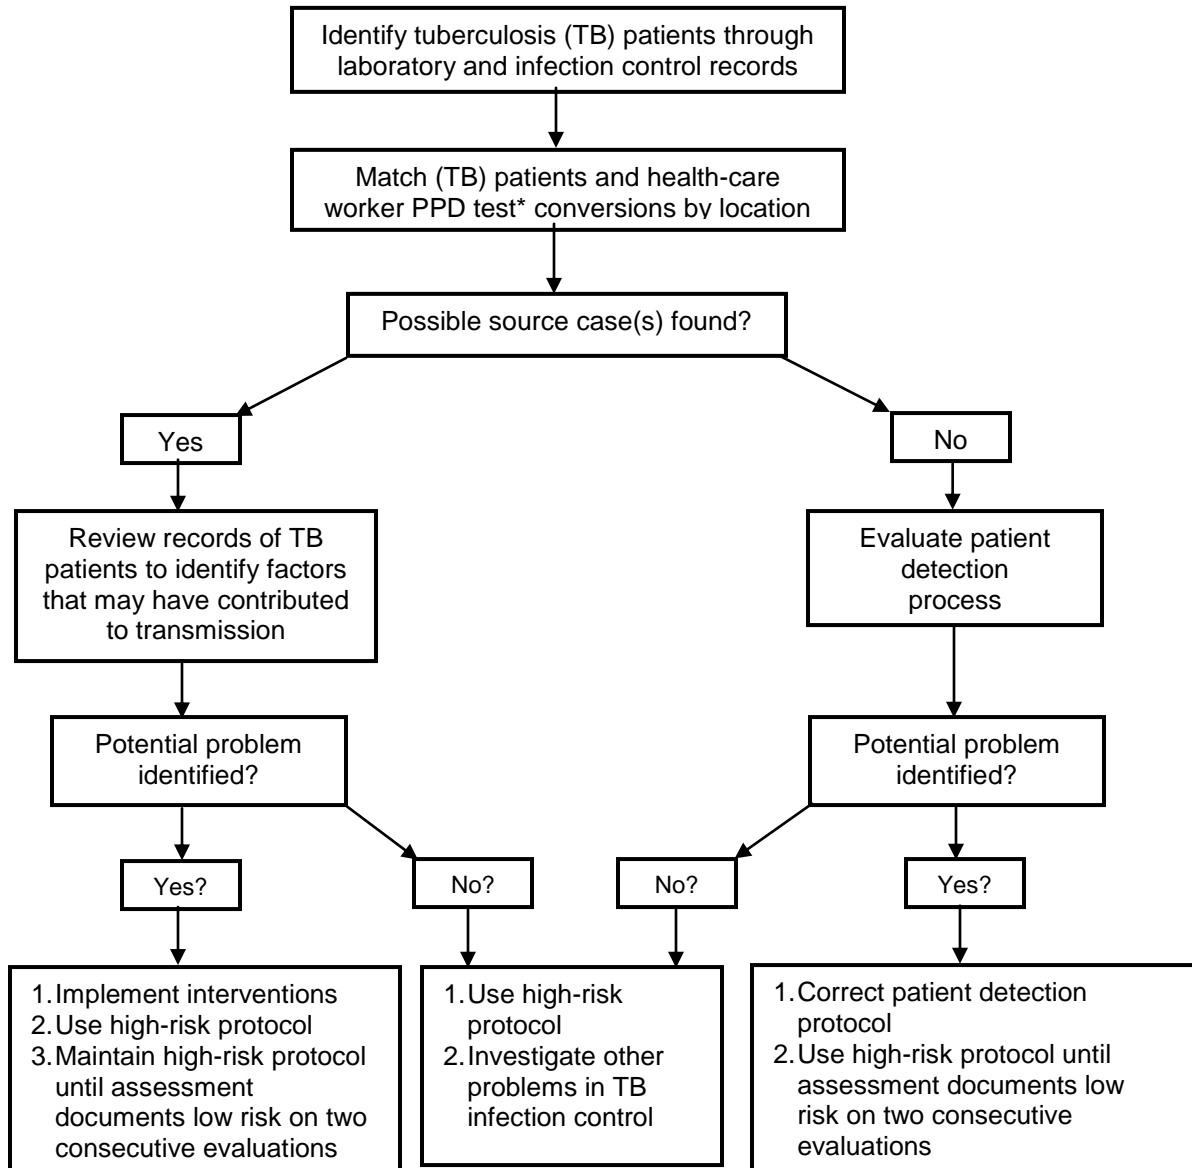 Identify tuberculosis (TB) patients through
laboratory and infection control records
Match (TB) patients and health-care
worker PPD test* conversions by location
Possible source case(s) found?
Yes
No
Review records of TB
patients to identify factors
that may have contributed
to transmission
Evaluate patient
detection
process
Potential problem
identified?
Potential problem
identified?
Yes?
No?
No?
Yes?
1. Implement interventions
2. Use high-risk protocol
3. Maintain high-risk protocol
until assessment
documents low risk on two
consecutive evaluations
1. Use high-risk
protocol
2. Investigate other
problems in TB
infection control
1. Correct patient detection
protocol
2. Use high-risk protocol until
assessment documents low
risk on two consecutive
evaluations